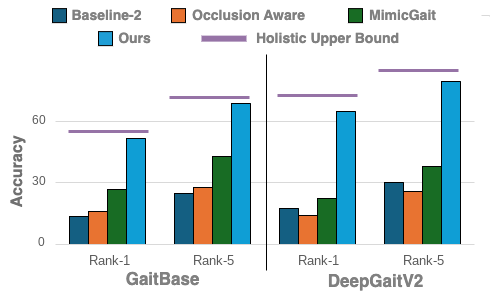 Baseline-2 Occlusion Aware MimicGait
Ours Holistic Upper Bound
Accuracy
60
30
0
Rank-1 Rank-5 Rank-1 Rank-5
GaitBase DeepGaitV2